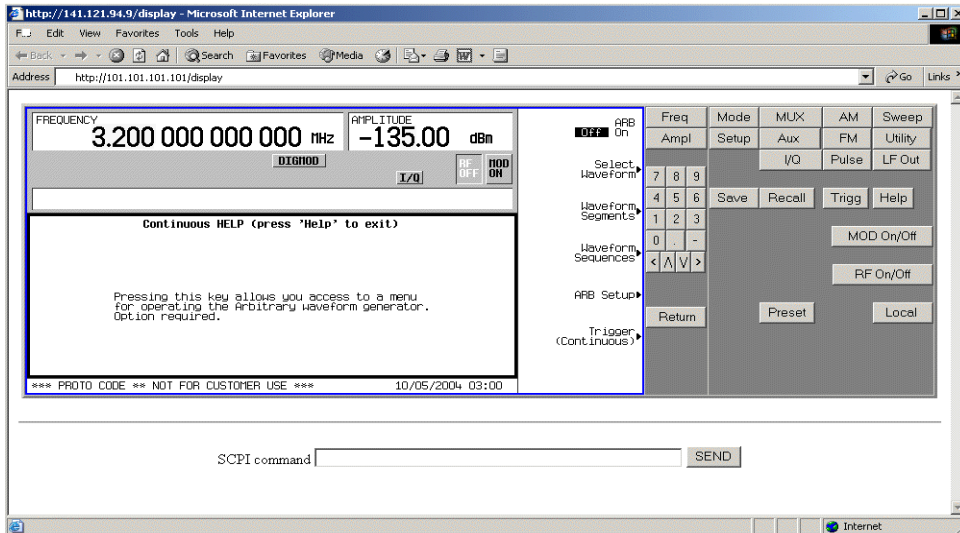 http://141.121.94.9/display - Microsoft Internet Explorer
Edit View Favorites Tools Help
Back Search Favorites Media
Address http://101.101.101.101/display Go Links
FREQUENCY
3.200 000 000 000 MHz
AMPLITUDE
-135.00 dBm
DIGMOD
I/Q
RF OFF
MOD ON
Continuous HELP (press 'Help' to exit)
Pressing this key allows you access to a menu
for operating the Arbitrary waveform generator.
Option required.
*** PROTO CODE ** NOT FOR CUSTOMER USE *** 10/05/2004 03:00
ARB
Off On
Select
Waveform
Waveform
Segments
Waveform
Sequences
ARB Setup
Trigger
(Continuous)
Freq Mode MUX AM Sweep
Ampl Setup Aux FM Utility
I/Q Pulse LF Out
7 8 9
4 5 6 Save Recall Trigg Help
1 2 3
0 . - MOD On/Off
< Λ V >
RF On/Off
Return Preset Local
SCPI command SEND
Internet